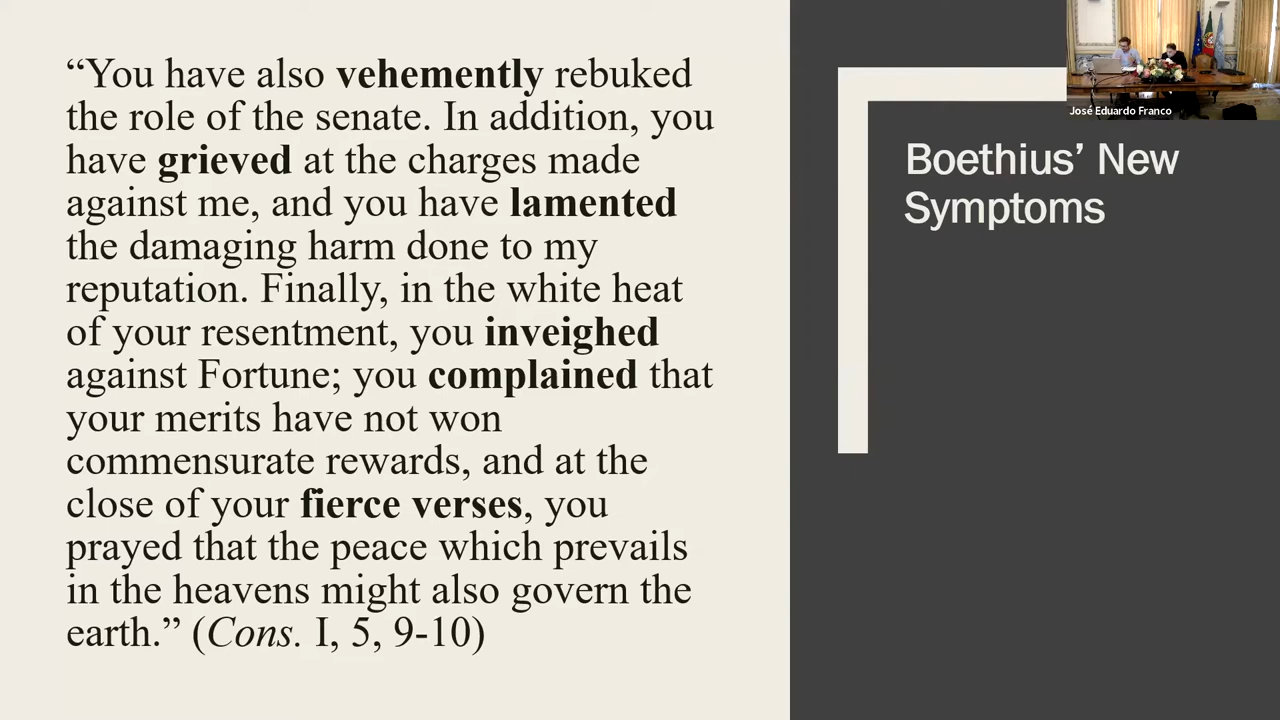 “You have also vehemently rebuked
the role of the senate. In addition, you
have grieved at the charges made
against me, and you have lamented
the damaging harm done to my
reputation. Finally, in the white heat
of your resentment, you inveighed
against Fortune; you complained that
your merits have not won
commensurate rewards, and at the
close of your fierce verses, you
prayed that the peace which prevails
in the heavens might also govern the
earth.” (Cons. I, 5, 9-10)
José Eduardo Franco
Boethius’ New
Symptoms